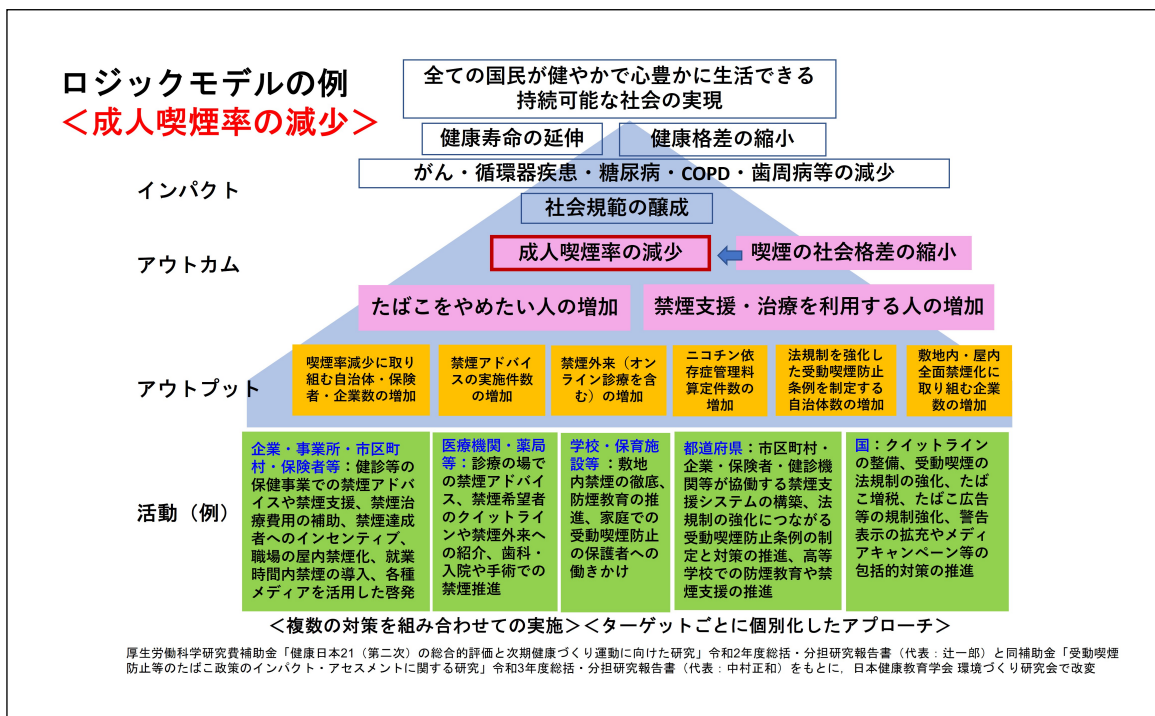 ロジックモデルの例
＜成人喫煙率の減少＞
全ての国民が健やかで心豊かに生活できる
持続可能な社会の実現
健康寿命の延伸
健康格差の縮小
がん・循環器疾患・糖尿病・COPD・歯周病等の減少
インパクト
社会規範の醸成
成人喫煙率の減少
喫煙の社会格差の縮小
アウトカム
たばこをやめたい人の増加
禁煙支援・治療を利用する人の増加
アウトプット
喫煙率減少に取り
組む自治体・保険
者・企業数の増加
禁煙アドバイ
スの実施件数
の増加
禁煙外来（オン
ライン診療を含
む）の増加
ニコチン依
存症管理料
算定件数の
増加
法規制を強化し
た受動喫煙防止
条例を制定する
自治体数の増加
敷地内・屋内
全面禁煙化に
取り組む企業
数の増加
活動（例）
企業・事業所・市区町
村・保険者等：健診等の
保健事業での禁煙アドバ
イスや禁煙支援、禁煙治
療費用の補助、禁煙達成
者へのインセンティブ、
職場の屋内禁煙化、就業
時間内禁煙の導入、各種
メディアを活用した啓発
医療機関・薬局
等：診療の場で
の禁煙アドバイ
ス、禁煙希望者
のクイットライ
ンや禁煙外来へ
の紹介、歯科・
入院や手術での
禁煙推進
学校・保育施
設等：敷地
内禁煙の徹底、
防煙教育の推
進、家庭での
受動喫煙防止
の保護者への
働きかけ
都道府県：市区町村・
企業・保険者・健診機
関等が協働する禁煙支
援システムの構築、法
規制の強化につながる
受動喫煙防止条例の制
定と対策の推進、高等
学校での防煙教育や禁
煙支援の推進
国：クイットライン
の整備、受動喫煙の
法規制の強化、たば
こ増税、たばこ広告
等の規制強化、警告
表示の拡充やメディ
アキャンペーン等の
包括的対策の推進
＜複数の対策を組み合わせての実施＞
＜ターゲットごとに個別化したアプローチ＞
厚生労働科学研究費補助金「健康日本21（第二次）の総合的評価と次期健康づくり運動に向けた研究」令和2年度総括・分担研究報告書（代表：辻一郎）と同補助金「受動喫煙
防止等のたばこ政策のインパクト・アセスメントに関する研究」令和3年度総括・分担研究報告書（代表：中村正和）をもとに，日本健康教育学会 環境づくり研究会で改変